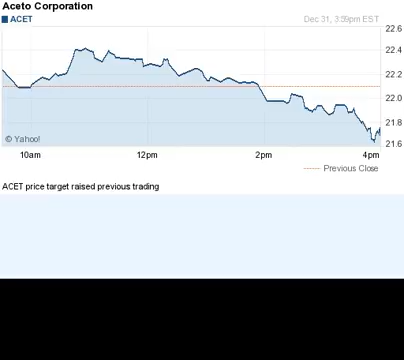 Aceto Corporation
ACET
Dec 31, 3:59pm EST
22.6
22.4
22.2
22.0
21.8
21.6
© Yahoo!
10am 12pm 2pm 4pm
Previous Close
ACET price target raised previous trading